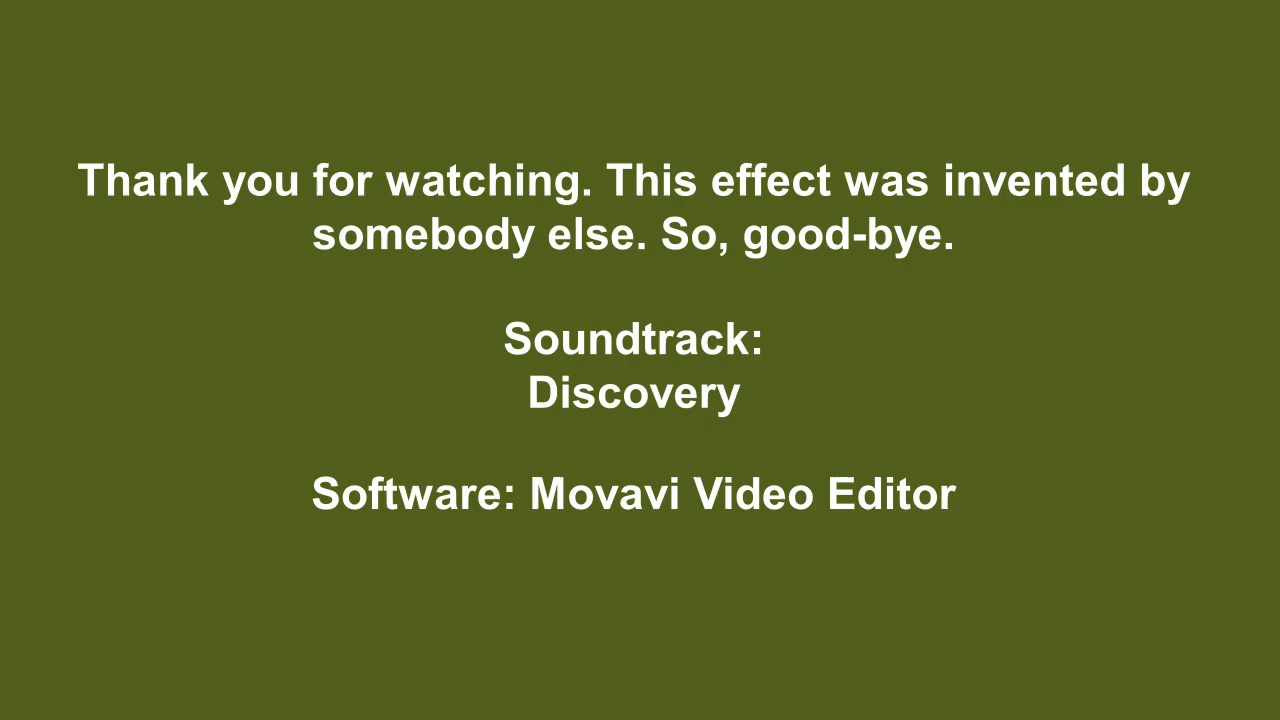 Thank you for watching. This effect was invented by
somebody else. So, good-bye.
Soundtrack:
Discovery
Software: Movavi Video Editor